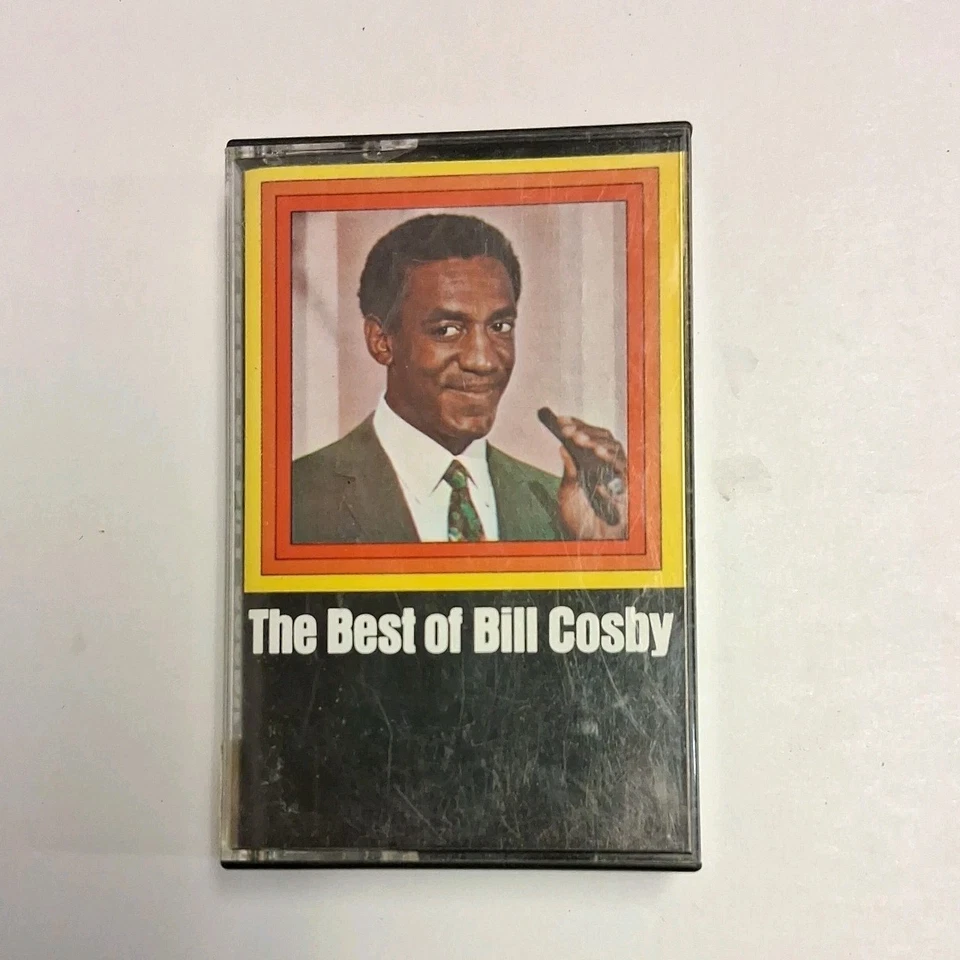 The Best of Bill Cosby